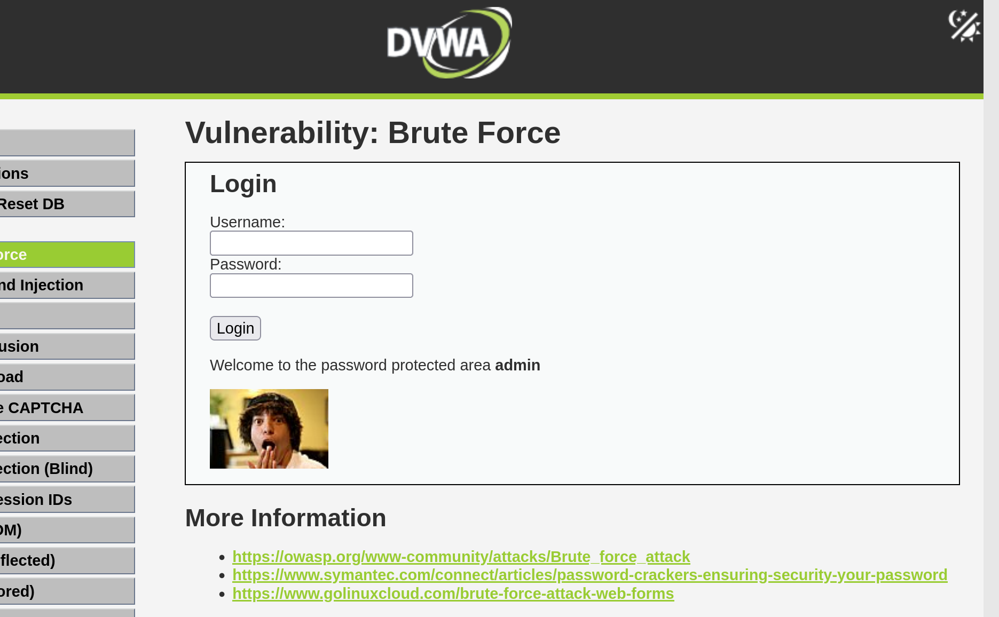 DVWA
Vulnerability: Brute Force
ions
Reset DB
orce
nd Injection
usion
oad
e CAPTCHA
ection
ection (Blind)
ession IDs
OM)
flected)
ored)
Login
Username:
Password:
Login
Welcome to the password protected area admin
More Information
https://owasp.org/www-community/attacks/Brute_force_attack
https://www.symantec.com/connect/articles/password-crackers-ensuring-security-your-password
https://www.golinuxcloud.com/brute-force-attack-web-forms